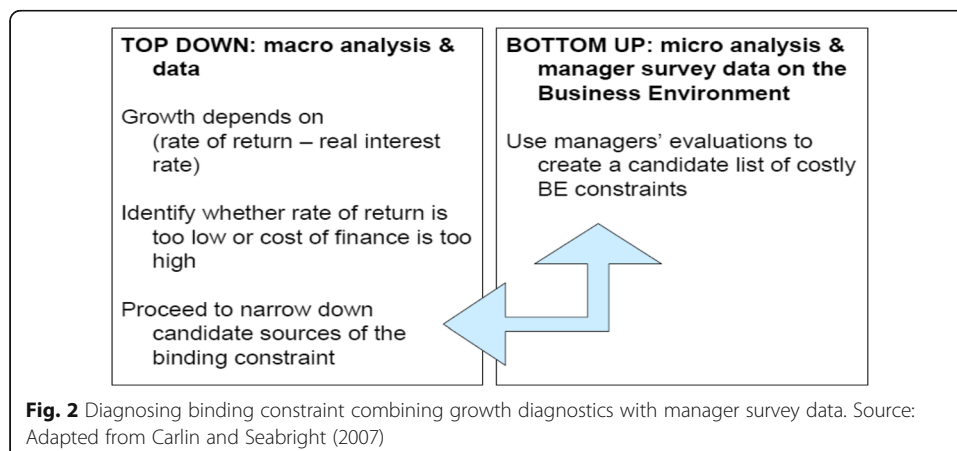 TOP DOWN: macro analysis &
data
Growth depends on
(rate of return – real interest
rate)
Identify whether rate of return is
too low or cost of finance is too
high
Proceed to narrow down
candidate sources of the
binding constraint
BOTTOM UP: micro analysis &
manager survey data on the
Business Environment
Use managers' evaluations to
create a candidate list of costly
BE constraints
Fig. 2 Diagnosing binding constraint combining growth diagnostics with manager survey data. Source:
Adapted from Carlin and Seabright (2007)